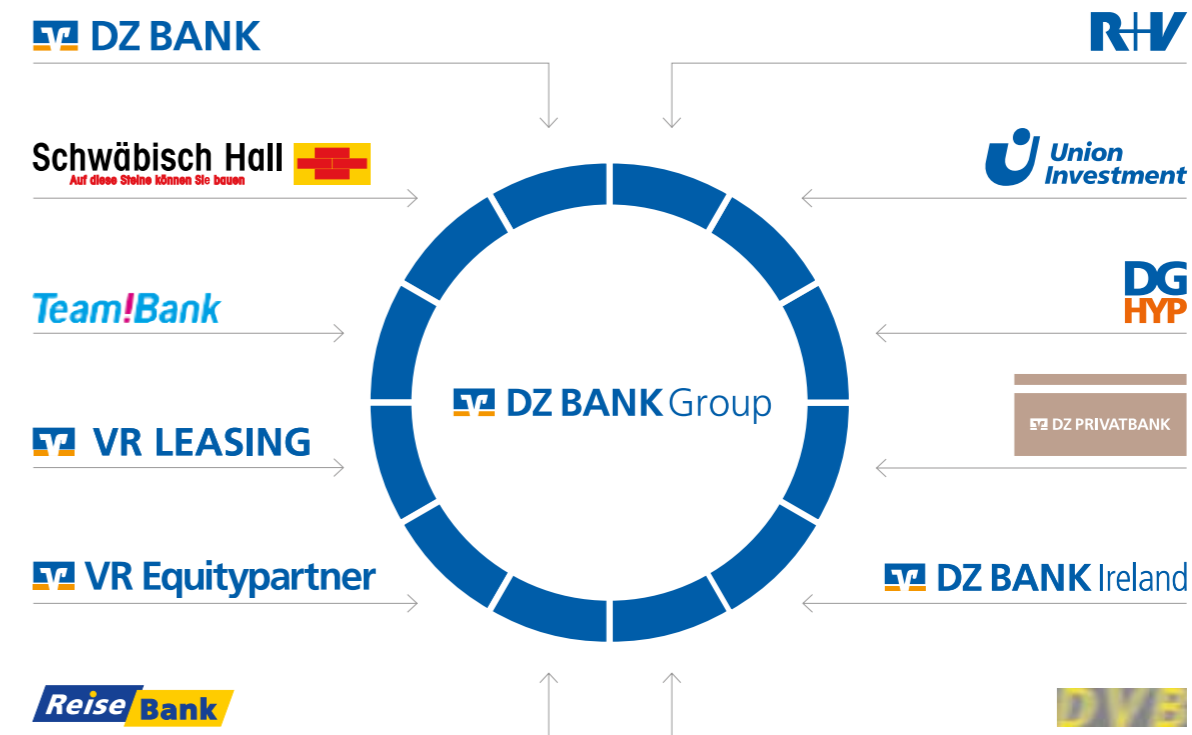 DZ BANK
R+V
Schwäbisch Hall
Auf diese Steine können Sie bauen
Union
Investment
Team!Bank
DG
HYP
DZ BANK Group
DZ PRIVATBANK
VR LEASING
VR Equitypartner
DZ BANK Ireland
Reise Bank
DVB